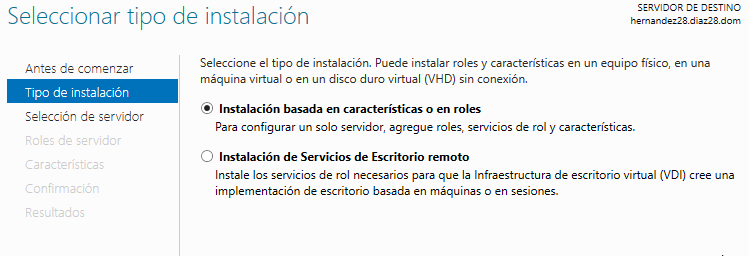 Seleccionar tipo de instalación
SERVIDOR DE DESTINO
hernandez28.diaz28.dom
Antes de comenzar
Tipo de instalación
Selección de servidor
Roles de servidor
Características
Confirmación
Resultados
Seleccione el tipo de instalación. Puede instalar roles y características en un equipo físico, en una
máquina virtual o en un disco duro virtual (VHD) sin conexión.
Instalación basada en características o en roles
Para configurar un solo servidor, agregue roles, servicios de rol y características.
Instalación de Servicios de Escritorio remoto
Instale los servicios de rol necesarios para que la Infraestructura de escritorio virtual (VDI) cree una
implementación de escritorio basada en máquinas o en sesiones.